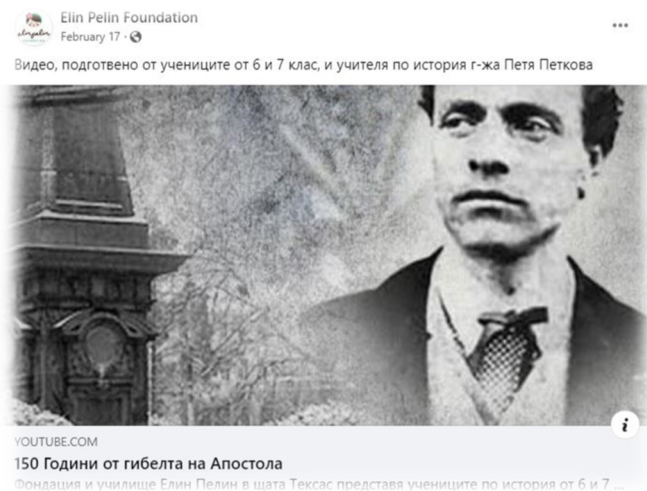 Elin Pelin Foundation
February 17 ·
Видео, подготвено от учениците от 6 и 7 клас, и учителя по история г-жа Петя Петкова
YOUTUBE.COM
150 Години от гибелта на Апостола
Фондация и училище Елин Пелин в щата Тексас представя учениците по история от 6 и 7 ...